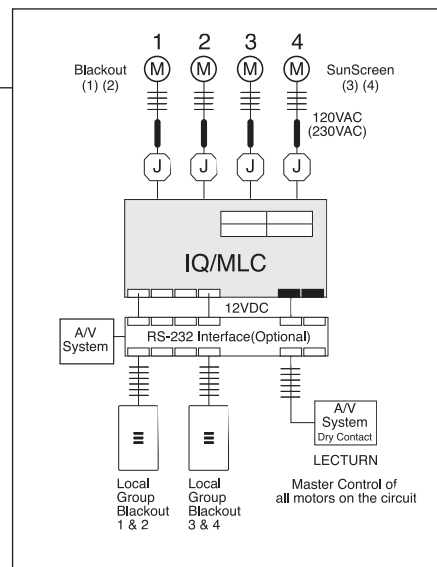 1 2 3 4
M M M M
Blackout
(1) (2)
SunScreen
(3) (4)
120VAC
(230VAC)
J J J J
IQ/MLC
12VDC
A/V
System
RS-232 Interface(Optional)
A/V
System
Dry Contact
LECTURN
Local
Group
Blackout
1 & 2
Local
Group
Blackout
3 & 4
Master Control of
all motors on the circuit